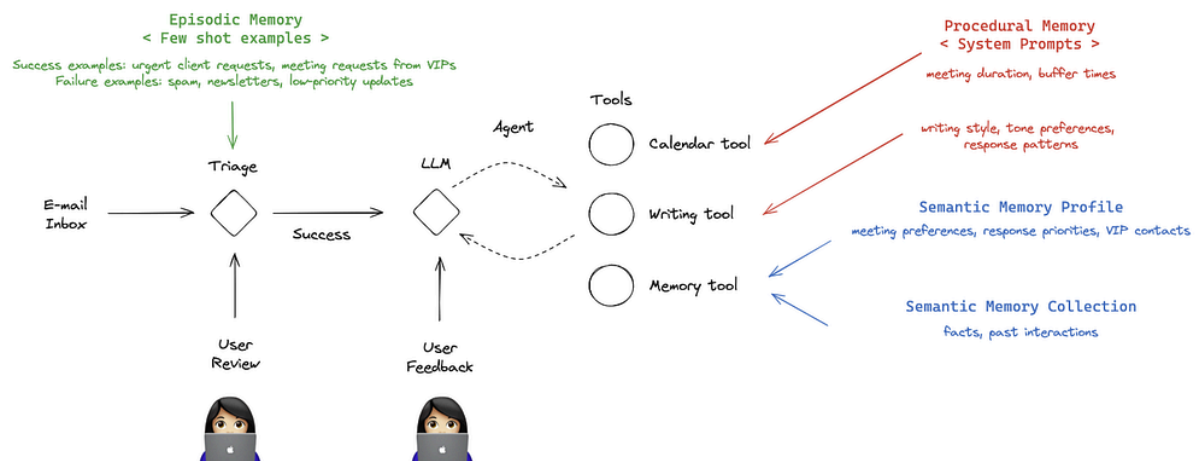 Episodic Memory
< Few shot examples >
Success examples: urgent client requests, meeting requests from VIPs
Failure examples: spam, newsletters, low-priority updates
Triage
E-mail
Inbox
Success
User
Review
LLM
User
Feedback
Agent
Tools
Calendar tool
Writing tool
Memory tool
Procedural Memory
< System Prompts >
meeting duration, buffer times
writing style, tone preferences,
response patterns
Semantic Memory Profile
meeting preferences, response priorities, VIP contacts
Semantic Memory Collection
facts, past interactions